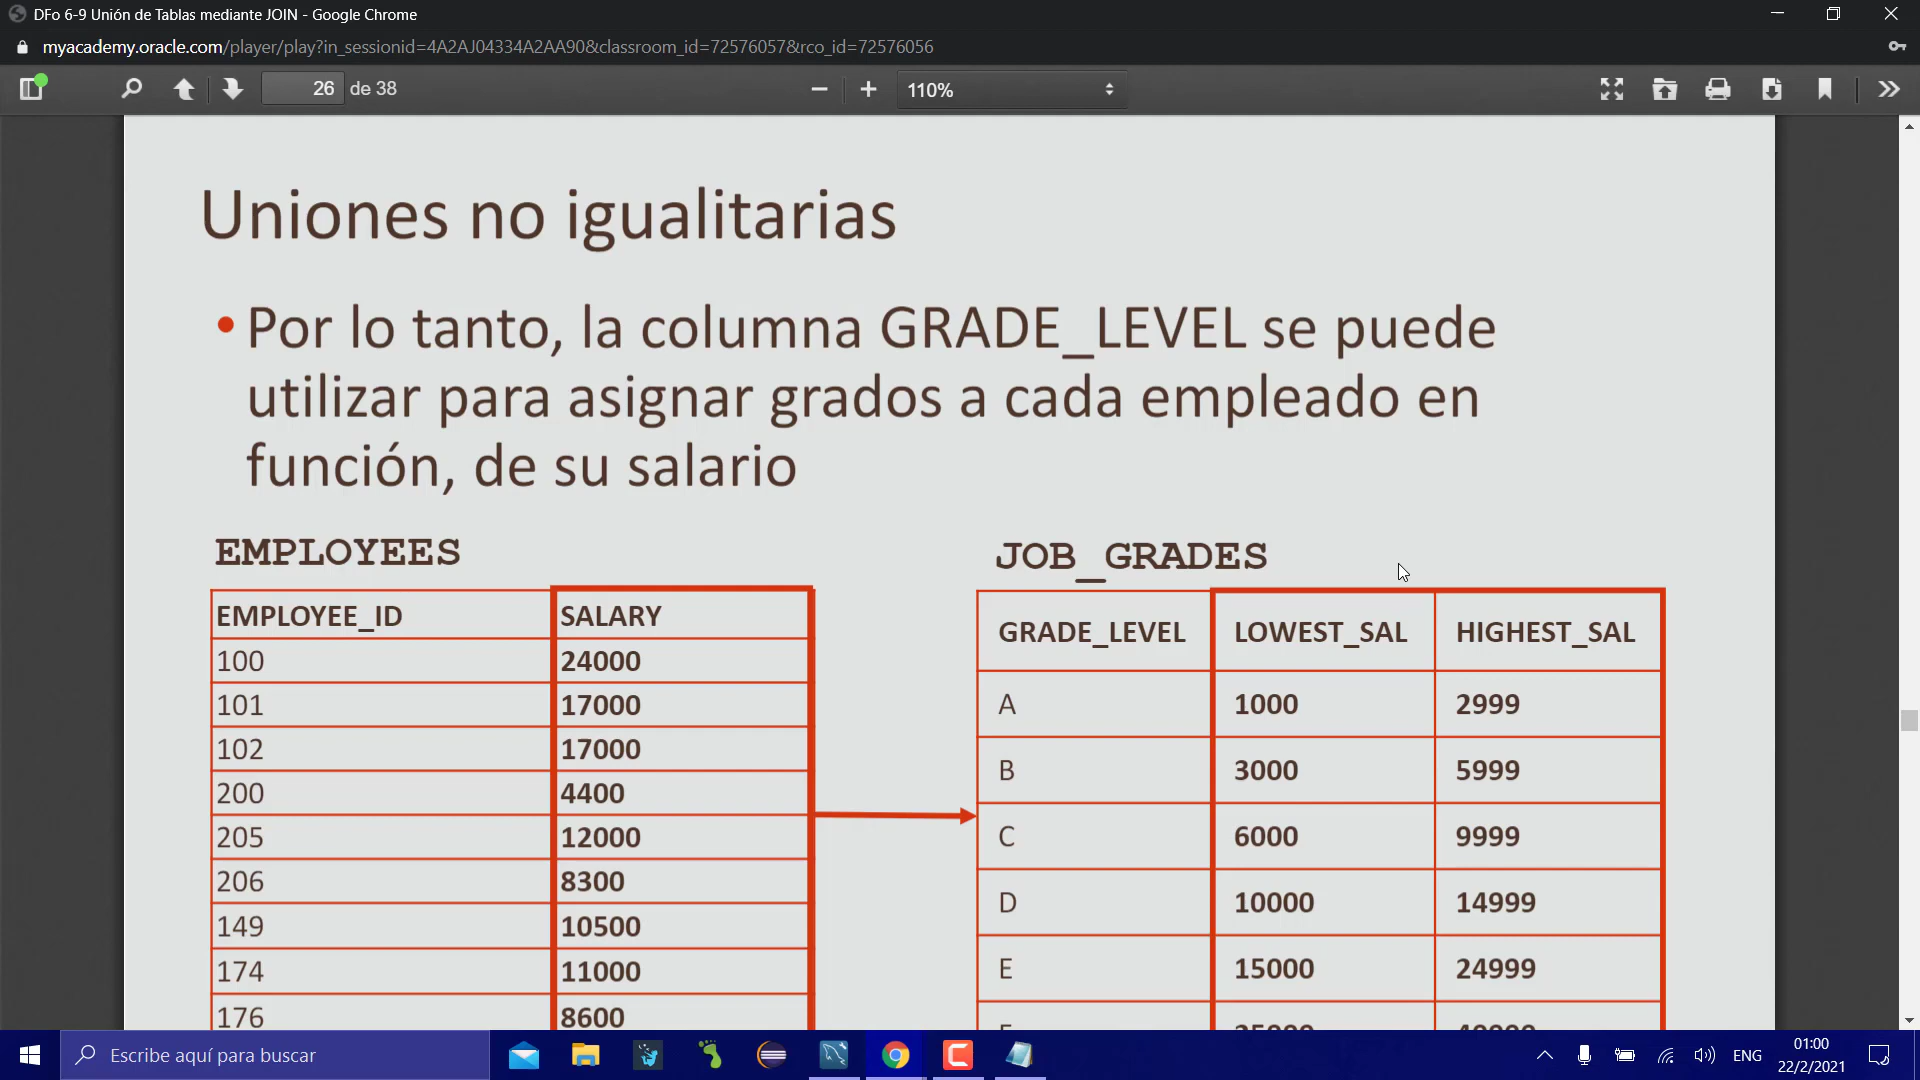 DFo 6-9 Unión de Tablas mediante JOIN - Google Chrome
myacademy.oracle.com/player/play?in_sessionid=4A2AJ04334A2AA90&classroom_id=72576057&rco_id=72576056
26 de 38
110%
Uniones no igualitarias
• Por lo tanto, la columna GRADE_LEVEL se puede
utilizar para asignar grados a cada empleado en
función, de su salario
EMPLOYEES
EMPLOYEE_ID SALARY
100 24000
101 17000
102 17000
200 4400
205 12000
206 8300
149 10500
174 11000
176 8600
JOB_GRADES
GRADE_LEVEL LOWEST_SAL HIGHEST_SAL
A 1000 2999
B 3000 5999
C 6000 9999
D 10000 14999
E 15000 24999
Escribe aquí para buscar
ENG
01:00
22/2/2021